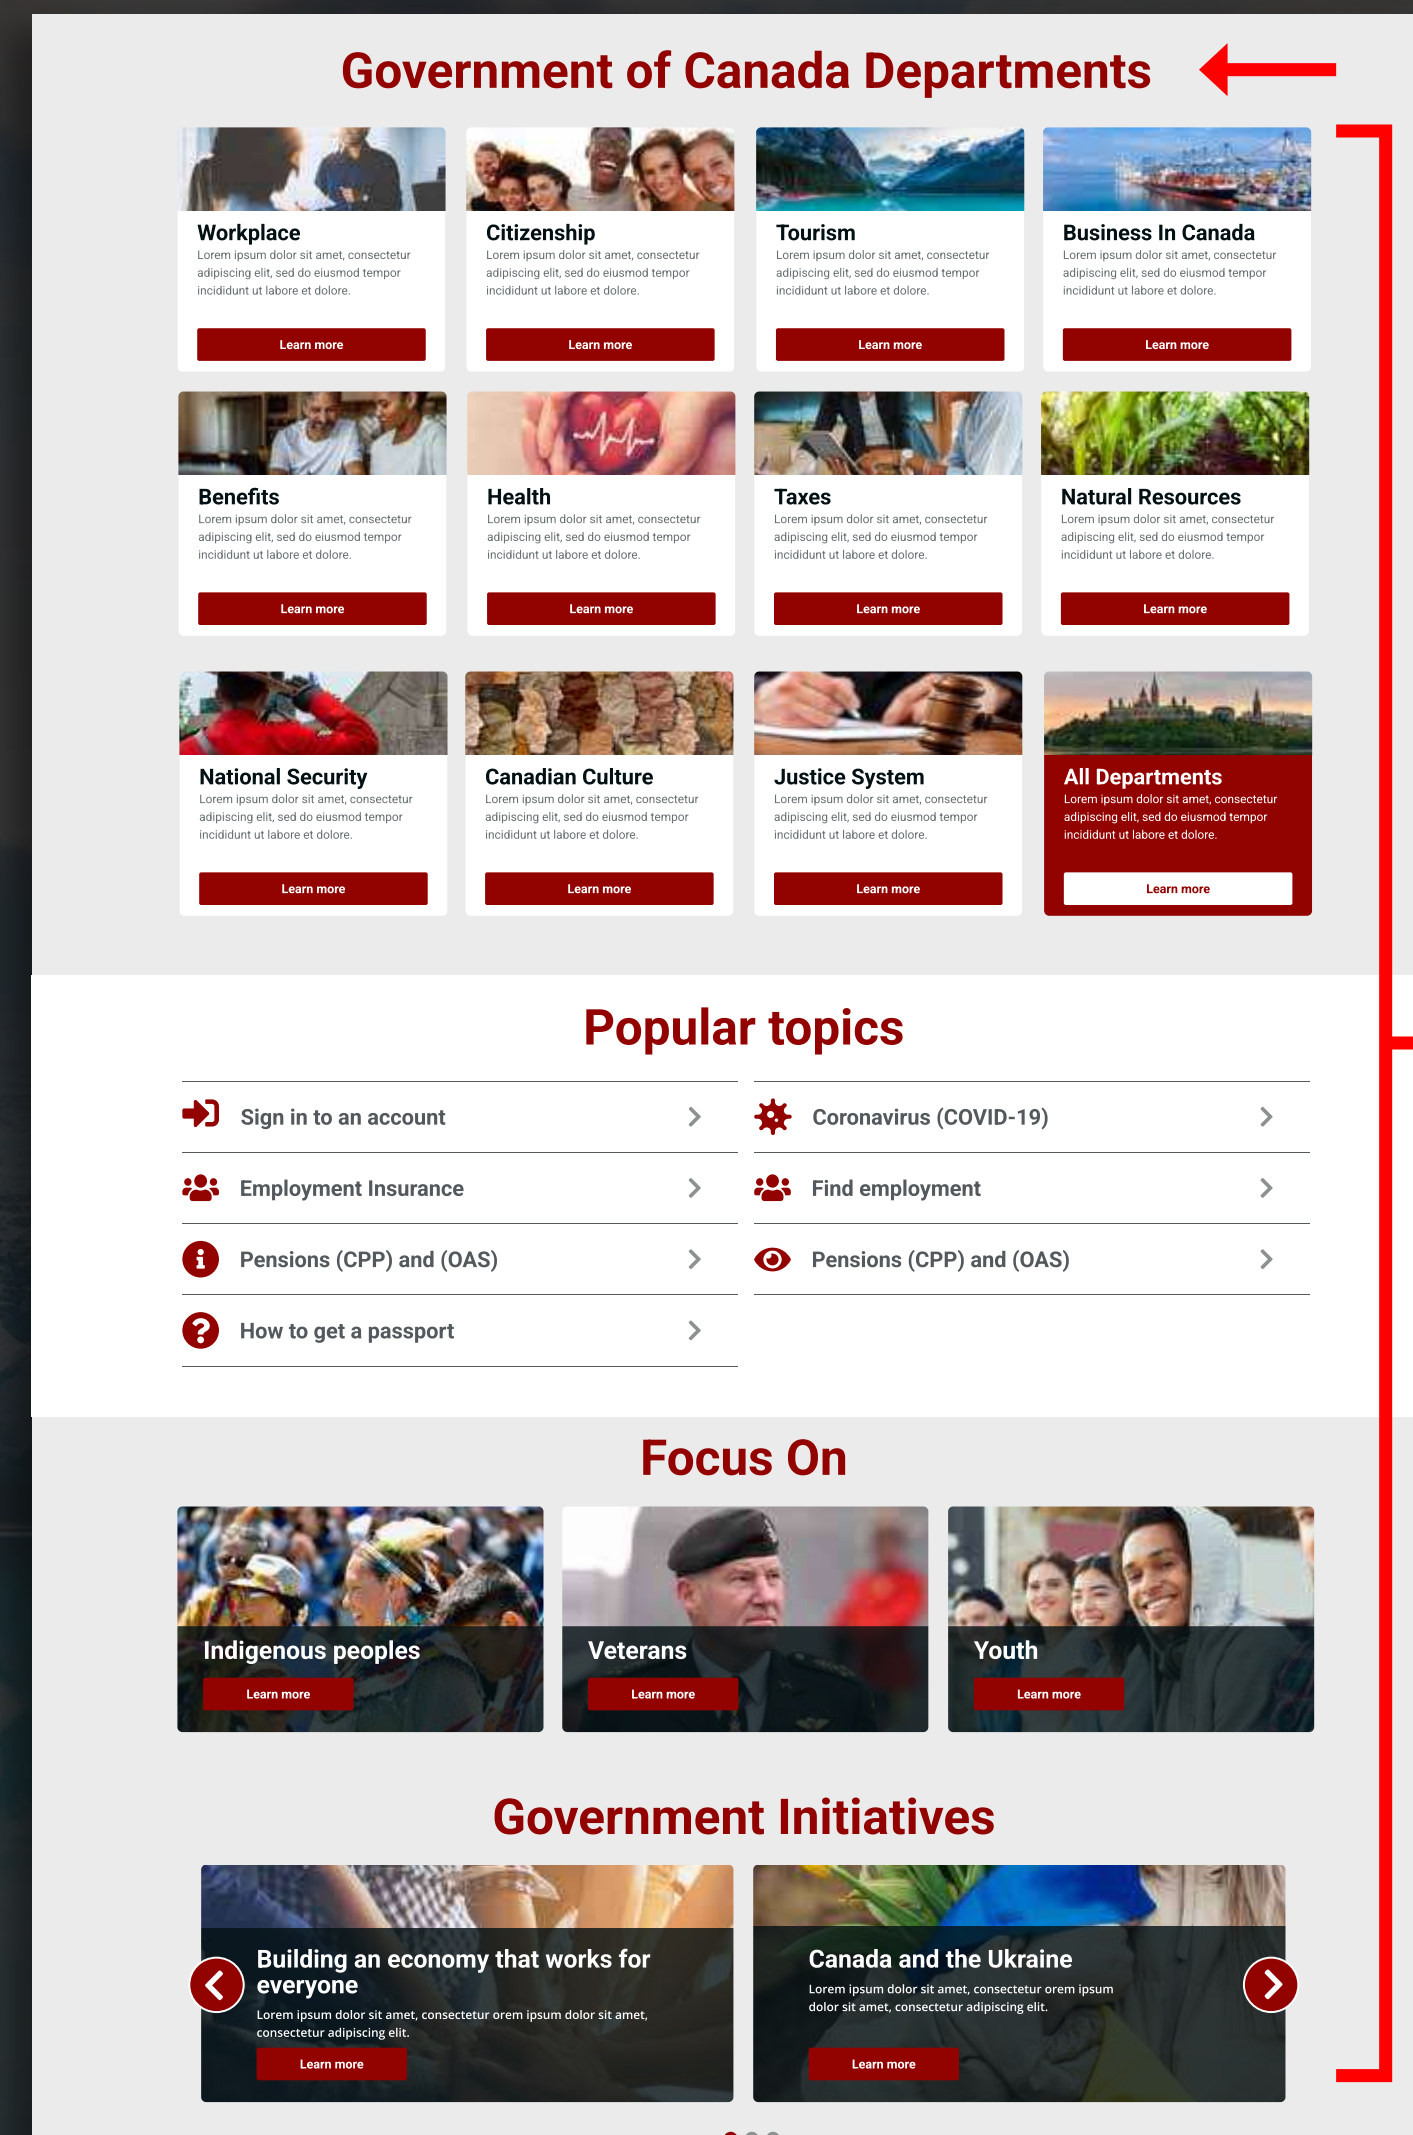 Government of Canada Departments
Workplace
Lorem ipsum dolor sit amet, consectetur
adipiscing elit, sed do eiusmod tempor
incididunt ut labore et dolore.
Learn more
Citizenship
Lorem ipsum dolor sit amet, consectetur
adipiscing elit, sed do eiusmod tempor
incididunt ut labore et dolore.
Learn more
Tourism
Lorem ipsum dolor sit amet, consectetur
adipiscing elit, sed do eiusmod tempor
incididunt ut labore et dolore.
Learn more
Business In Canada
Lorem ipsum dolor sit amet, consectetur
adipiscing elit, sed do eiusmod tempor
incididunt ut labore et dolore.
Learn more
Benefits
Lorem ipsum dolor sit amet, consectetur
adipiscing elit, sed do eiusmod tempor
incididunt ut labore et dolore.
Learn more
Health
Lorem ipsum dolor sit amet, consectetur
adipiscing elit, sed do eiusmod tempor
incididunt ut labore et dolore.
Learn more
Taxes
Lorem ipsum dolor sit amet, consectetur
adipiscing elit, sed do eiusmod tempor
incididunt ut labore et dolore.
Learn more
Natural Resources
Lorem ipsum dolor sit amet, consectetur
adipiscing elit, sed do eiusmod tempor
incididunt ut labore et dolore.
Learn more
National Security
Lorem ipsum dolor sit amet, consectetur
adipiscing elit, sed do eiusmod tempor
incididunt ut labore et dolore.
Learn more
Canadian Culture
Lorem ipsum dolor sit amet, consectetur
adipiscing elit, sed do eiusmod tempor
incididunt ut labore et dolore.
Learn more
Justice System
Lorem ipsum dolor sit amet, consectetur
adipiscing elit, sed do eiusmod tempor
incididunt ut labore et dolore.
Learn more
All Departments
Lorem ipsum dolor sit amet, consectetur
adipiscing elit, sed do eiusmod tempor
incididunt ut labore et dolore.
Learn more
Popular topics
Sign in to an account
Coronavirus (COVID-19)
Employment Insurance
Find employment
Pensions (CPP) and (OAS)
Pensions (CPP) and (OAS)
How to get a passport
Focus On
Indigenous peoples
Learn more
Veterans
Learn more
Youth
Learn more
Government Initiatives
Building an economy that works for
everyone
Lorem ipsum dolor sit amet, consectetur orem ipsum dolor sit amet,
consectetur adipiscing elit.
Learn more
Canada and the Ukraine
Lorem ipsum dolor sit amet, consectetur orem ipsum
dolor sit amet, consectetur adipiscing elit.
Learn more